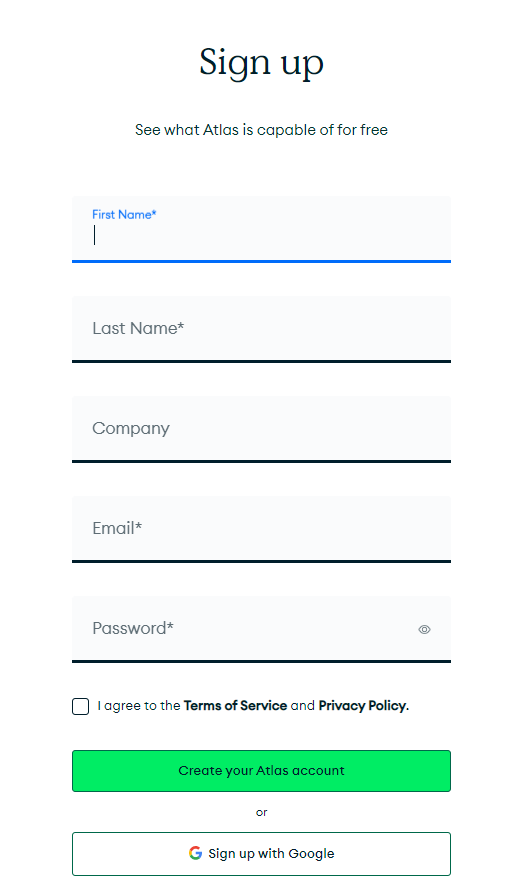 Sign up
See what Atlas is capable of for free
First Name*
Last Name*
Company
Email*
Password*
I agree to the Terms of Service and Privacy Policy.
Create your Atlas account
or
Sign up with Google